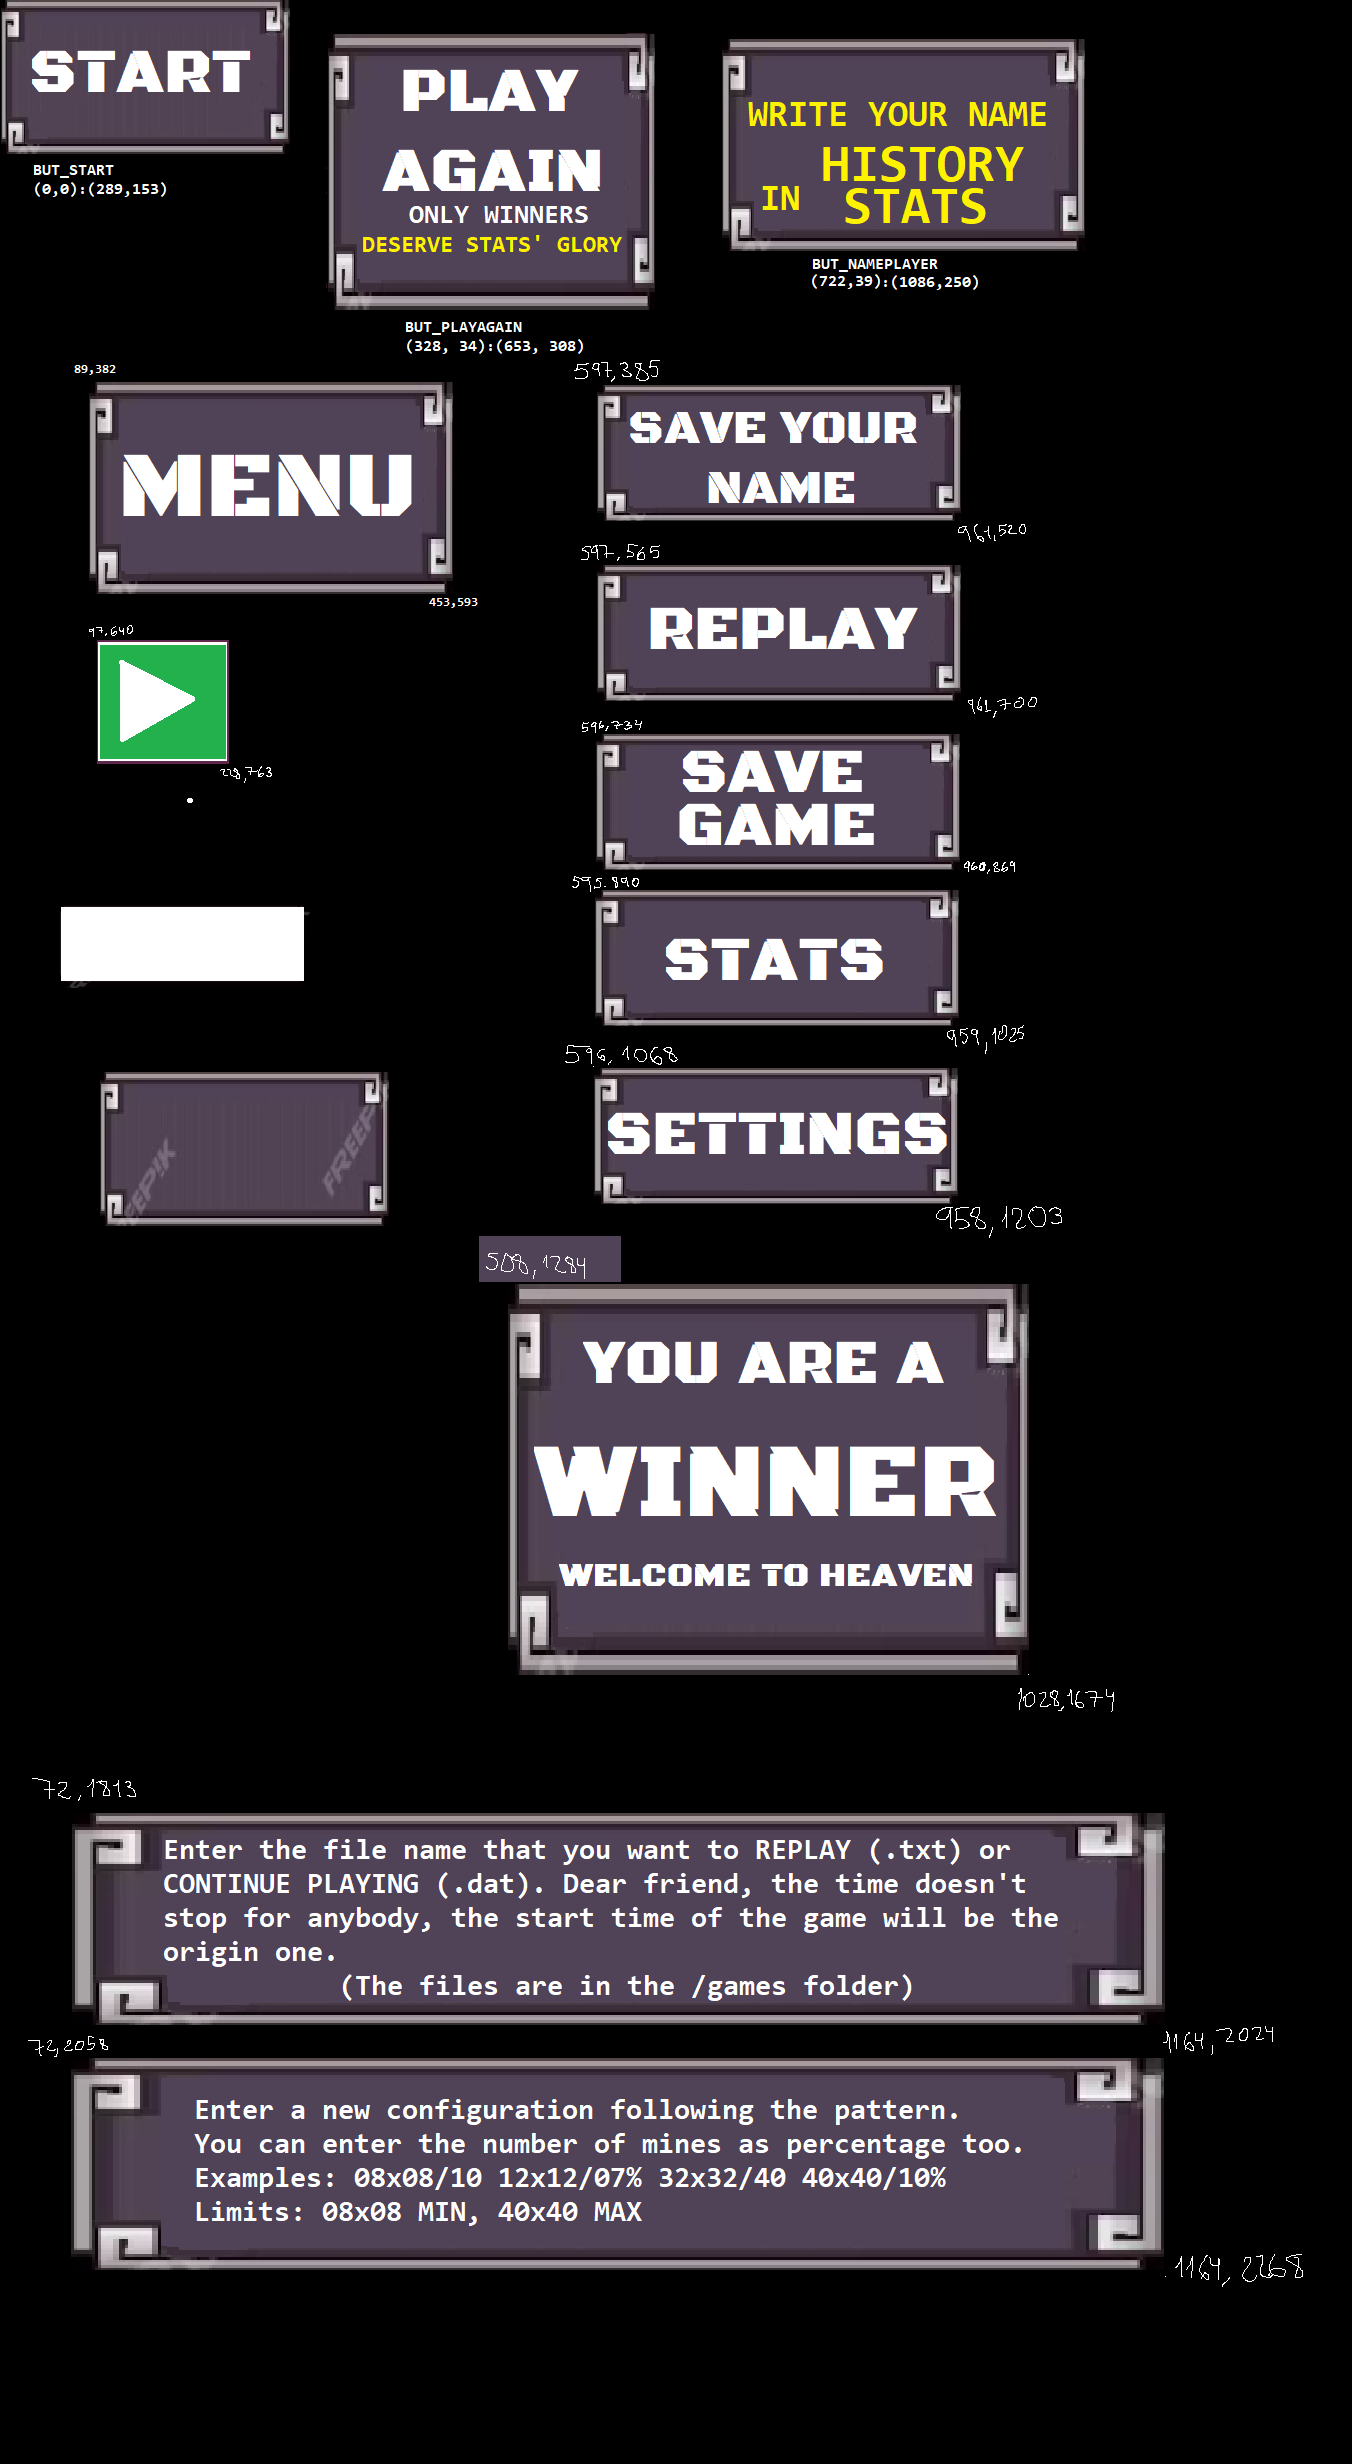 START
BUT_START
(0,0):(289,153)
PLAY
AGAIN
ONLY WINNERS
DESERVE STATS' GLORY
BUT_PLAYAGAIN
(328, 34):(653, 308)
WRITE YOUR NAME
IN HISTORY
STATS
BUT_NAMEPLAYER
(722,39):(1086,250)
89,382
MENU
453,593
597,385
SAVE YOUR
NAME
961,520
597,565
REPLAY
961,700
97,640
228,763
596,734
SAVE
GAME
960,869
595.890
STATS
959,1025
596,1068
SETTINGS
958,1203
FREEP
EEPIK
508,1284
YOU ARE A
WINNER
WELCOME TO HEAVEN
1028,1674
72,1813
Enter the file name that you want to REPLAY (.txt) or
CONTINUE PLAYING (.dat). Dear friend, the time doesn't
stop for anybody, the start time of the game will be the
origin one.
(The files are in the /games folder)
1164,2024
72,2058
Enter a new configuration following the pattern.
You can enter the number of mines as percentage too.
Examples: 08x08/10 12x12/07% 32x32/40 40x40/10%
Limits: 08x08 MIN, 40x40 MAX
1164,2268